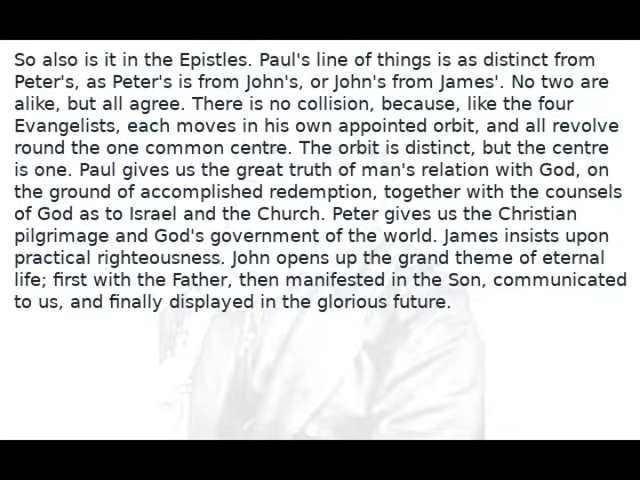 So also is it in the Epistles. Paul's line of things is as distinct from
Peter's, as Peter's is from John's, or John's from James'. No two are
alike, but all agree. There is no collision, because, like the four
Evangelists, each moves in his own appointed orbit, and all revolve
round the one common centre. The orbit is distinct, but the centre
is one. Paul gives us the great truth of man's relation with God, on
the ground of accomplished redemption, together with the counsels
of God as to Israel and the Church. Peter gives us the Christian
pilgrimage and God's government of the world. James insists upon
practical righteousness. John opens up the grand theme of eternal
life; first with the Father, then manifested in the Son, communicated
to us, and finally displayed in the glorious future.